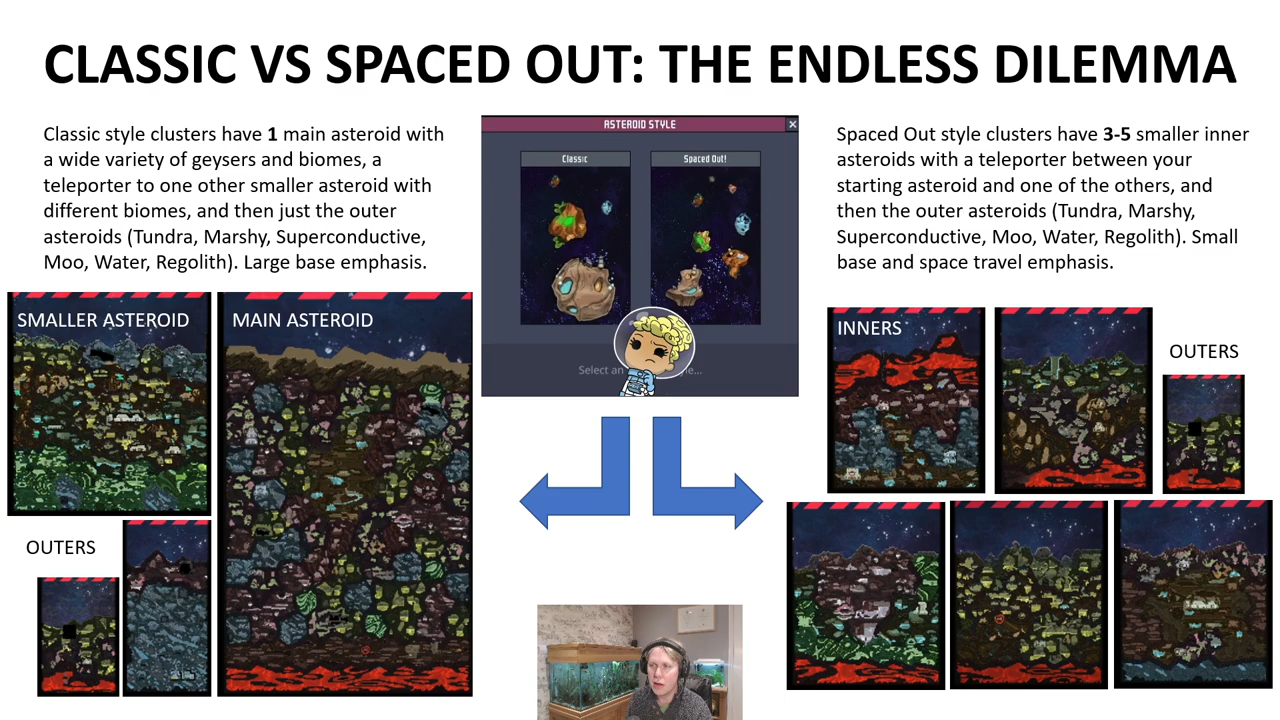 CLASSIC VS SPACED OUT: THE ENDLESS DILEMMA
Classic style clusters have 1 main asteroid with
a wide variety of geysers and biomes, a
teleporter to one other smaller asteroid with
different biomes, and then just the outer
asteroids (Tundra, Marshy, Superconductive,
Moo, Water, Regolith). Large base emphasis.
ASTEROID STYLE
Classic
Spaced Out!
Select an
Spaced Out style clusters have 3-5 smaller inner
asteroids with a teleporter between your
starting asteroid and one of the others, and
then the outer asteroids (Tundra, Marshy,
Superconductive, Moo, Water, Regolith). Small
base and space travel emphasis.
SMALLER ASTEROID
MAIN ASTEROID
OUTERS
INNERS
OUTERS